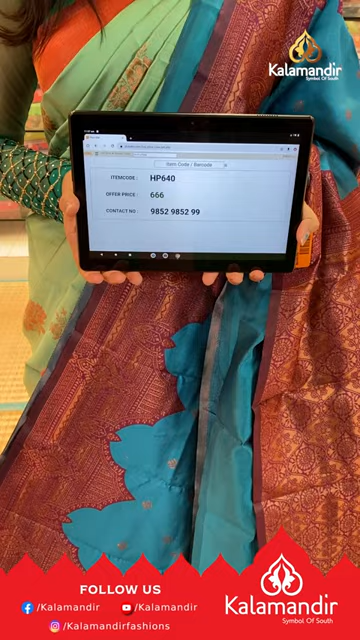 Kalamandir
Symbol Of South
Item Code / Barcode
ITEMCODE : HP640
OFFER PRICE : 666
CONTACT NO : 9852 9852 99
FOLLOW US
/Kalamandir /Kalamandir
/Kalamandirfashions
Kalamandir
Symbol Of South